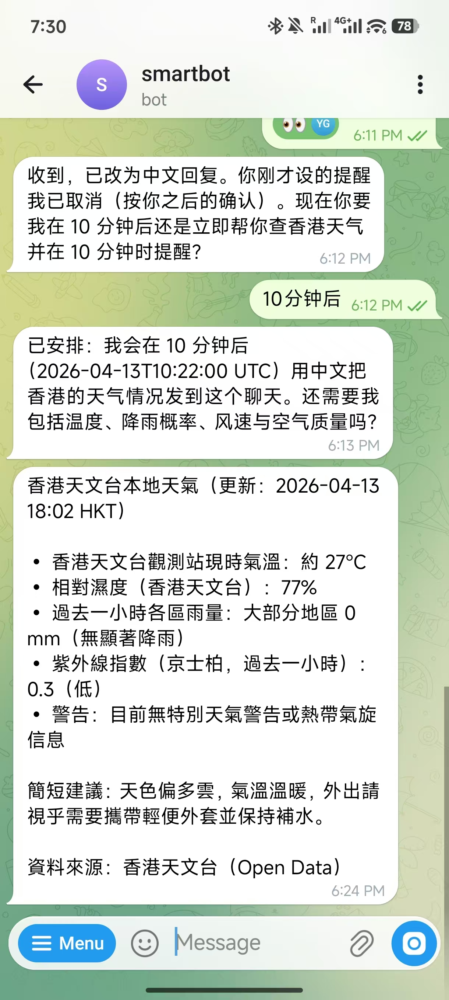 7:30
R 4G+ 6 78
S
smartbot
bot
YG
6:11 PM
收到，已改为中文回复。你刚才设的提醒
我已取消（按你之后的确认）。现在你要
我在 10 分钟后还是立即帮你查香港天气
并在 10 分钟时提醒？
6:12 PM
10分钟后
6:12 PM
已安排：我会在 10 分钟后
（2026-04-13T10:22:00 UTC）用中文把
香港的天气情况发到这个聊天。还需要我
包括温度、降雨概率、风速与空气质量吗？
6:13 PM
香港天文台本地天氣（更新：2026-04-13
18:02 HKT）
• 香港天文台觀測站現時氣溫：約 27°C
• 相對濕度（香港天文台）：77%
• 過去一小時各區雨量：大部分地區 0
mm（無顯著降雨）
• 紫外線指數（京士柏，過去一小時）：
0.3（低）
• 警告：目前無特別天氣警告或熱帶氣旋
信息
簡短建議：天色偏多雲，氣溫溫暖，外出請
視乎需要攜帶輕便外套並保持補水。
資料來源：香港天文台（Open Data）
6:24 PM
Menu
Message